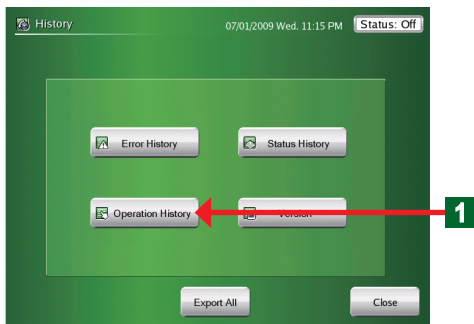 History 07/01/2009 Wed. 11:15 PM Status: Off
Error History Status History
Operation History Version
1
Export All Close